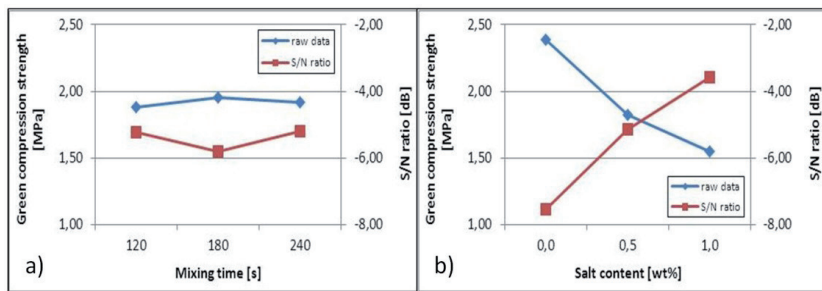 2,50
2,00
1,50
1,00
Green compression strength
[MPa]
-2,00
-4,00
-6,00
-8,00
S/N ratio [dB]
raw data
S/N ratio
120
180
240
Mixing time [s]
a)
2,50
2,00
1,50
1,00
Green compression strength
[MPa]
-2,00
-4,00
-6,00
-8,00
S/N ratio [dB]
raw data
S/N ratio
0,0
0,5
1,0
Salt content [wt%]
b)